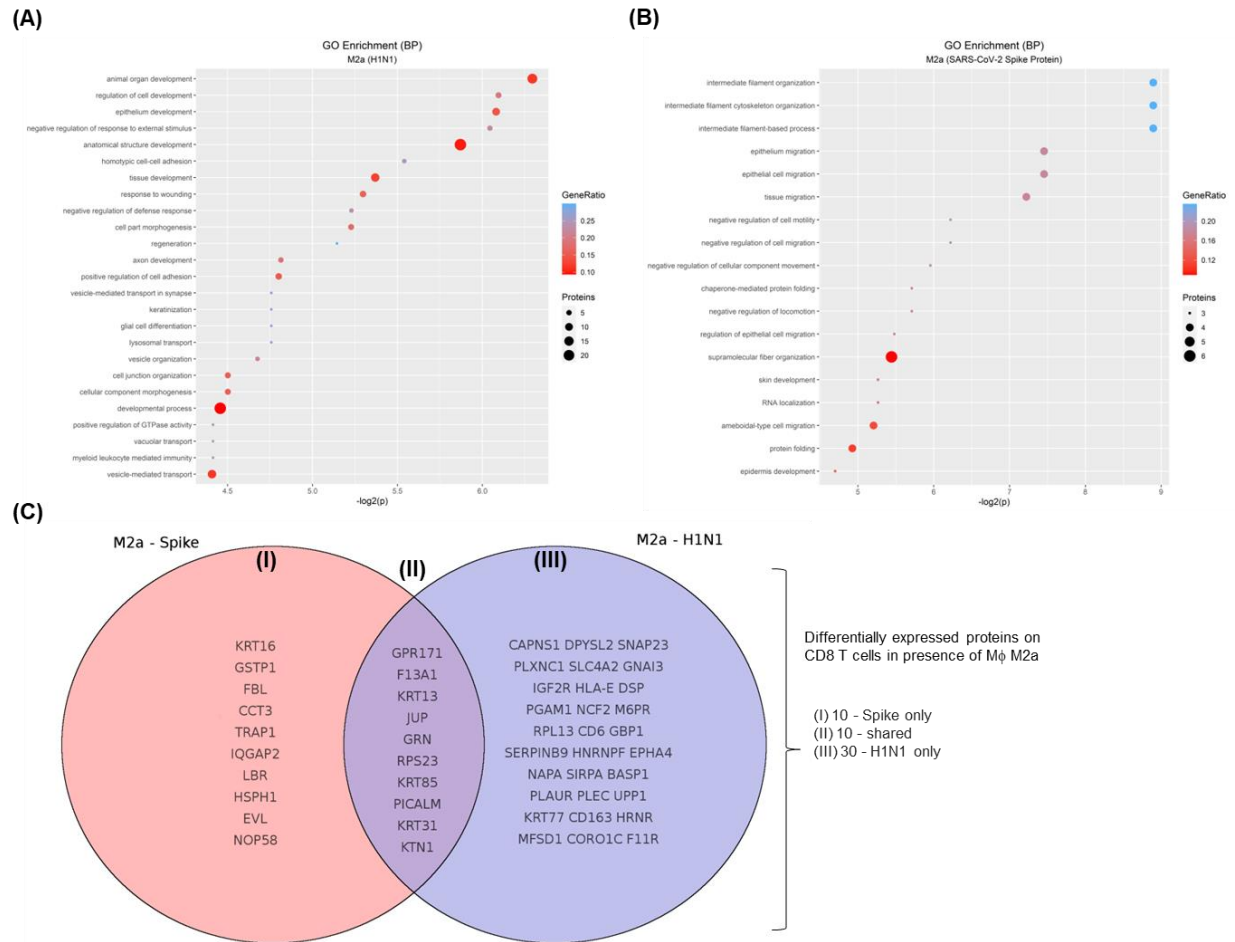 (A)
GO Enrichment (BP)
M2a (H1N1)
animal organ development
regulation of cell development
epithelium development
negative regulation of response to external stimulus
anatomical structure development
homotypic cell-cell adhesion
tissue development
response to wounding
negative regulation of defense response
cell part morphogenesis
regeneration
axon development
positive regulation of cell adhesion
vesicle-mediated transport in synapse
keratinization
glial cell differentiation
lysosomal transport
vesicle organization
cell junction organization
cellular component morphogenesis
developmental process
positive regulation of GTPase activity
vacuolar transport
myeloid leukocyte mediated immunity
vesicle-mediated transport
4.5 5.0 5.5 6.0
-log2(p)
GeneRatio
0.25
0.20
0.15
0.10
Proteins
5
10
15
20
(B)
GO Enrichment (BP)
M2a (SARS-CoV-2 Spike Protein)
intermediate filament organization
intermediate filament cytoskeleton organization
intermediate filament-based process
epithelium migration
epithelial cell migration
tissue migration
negative regulation of cell motility
negative regulation of cell migration
negative regulation of cellular component movement
chaperone-mediated protein folding
negative regulation of locomotion
regulation of epithelial cell migration
supramolecular fiber organization
skin development
RNA localization
ameboidal-type cell migration
protein folding
epidermis development
5 6 7 8 9
-log2(p)
GeneRatio
0.20
0.16
0.12
Proteins
3
4
5
6
(C)
M2a - Spike
(I)
(II)
(III)
M2a - H1N1
KRT16
GSTP1
FBL
CCT3
TRAP1
IQGAP2
LBR
HSPH1
EVL
NOP58
GPR171
F13A1
KRT13
JUP
GRN
RPS23
KRT85
PICALM
KRT31
KTN1
CAPNS1 DPYSL2 SNAP23
PLXNC1 SLC4A2 GNAI3
IGF2R HLA-E DSP
PGAM1 NCF2 M6PR
RPL13 CD6 GBP1
SERPINB9 HNRNPF EPHA4
NAPA SIRPA BASP1
PLAUR PLEC UPP1
KRT77 CD163 HRNR
MFSD1 CORO1C F11R
Differentially expressed proteins on
CD8 T cells in presence of Mϕ M2a
(I) 10 - Spike only
(II) 10 - shared
(III) 30 - H1N1 only